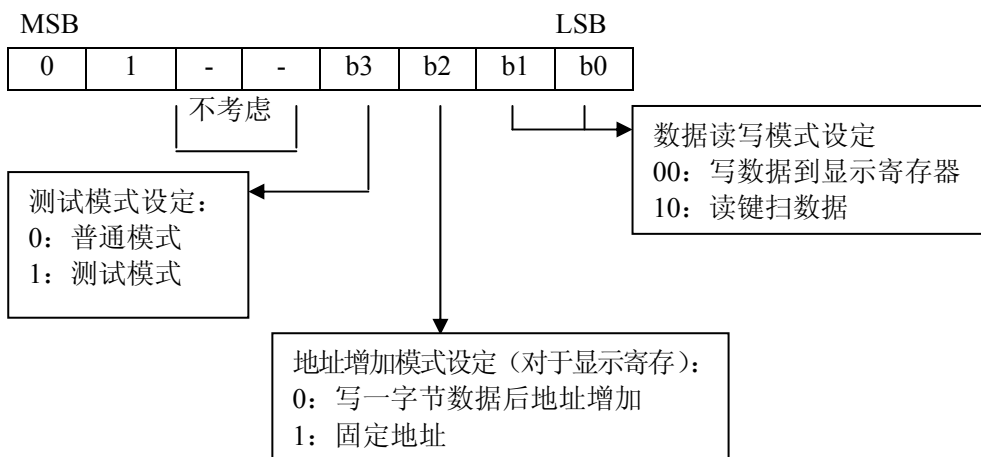 MSB LSB
0 1 - - b3 b2 b1 b0
不考虑
数据读写模式设定
00：写数据到显示寄存器
10：读键扫数据
测试模式设定：
0：普通模式
1：测试模式
地址增加模式设定（对于显示寄存）：
0：写一字节数据后地址增加
1：固定地址